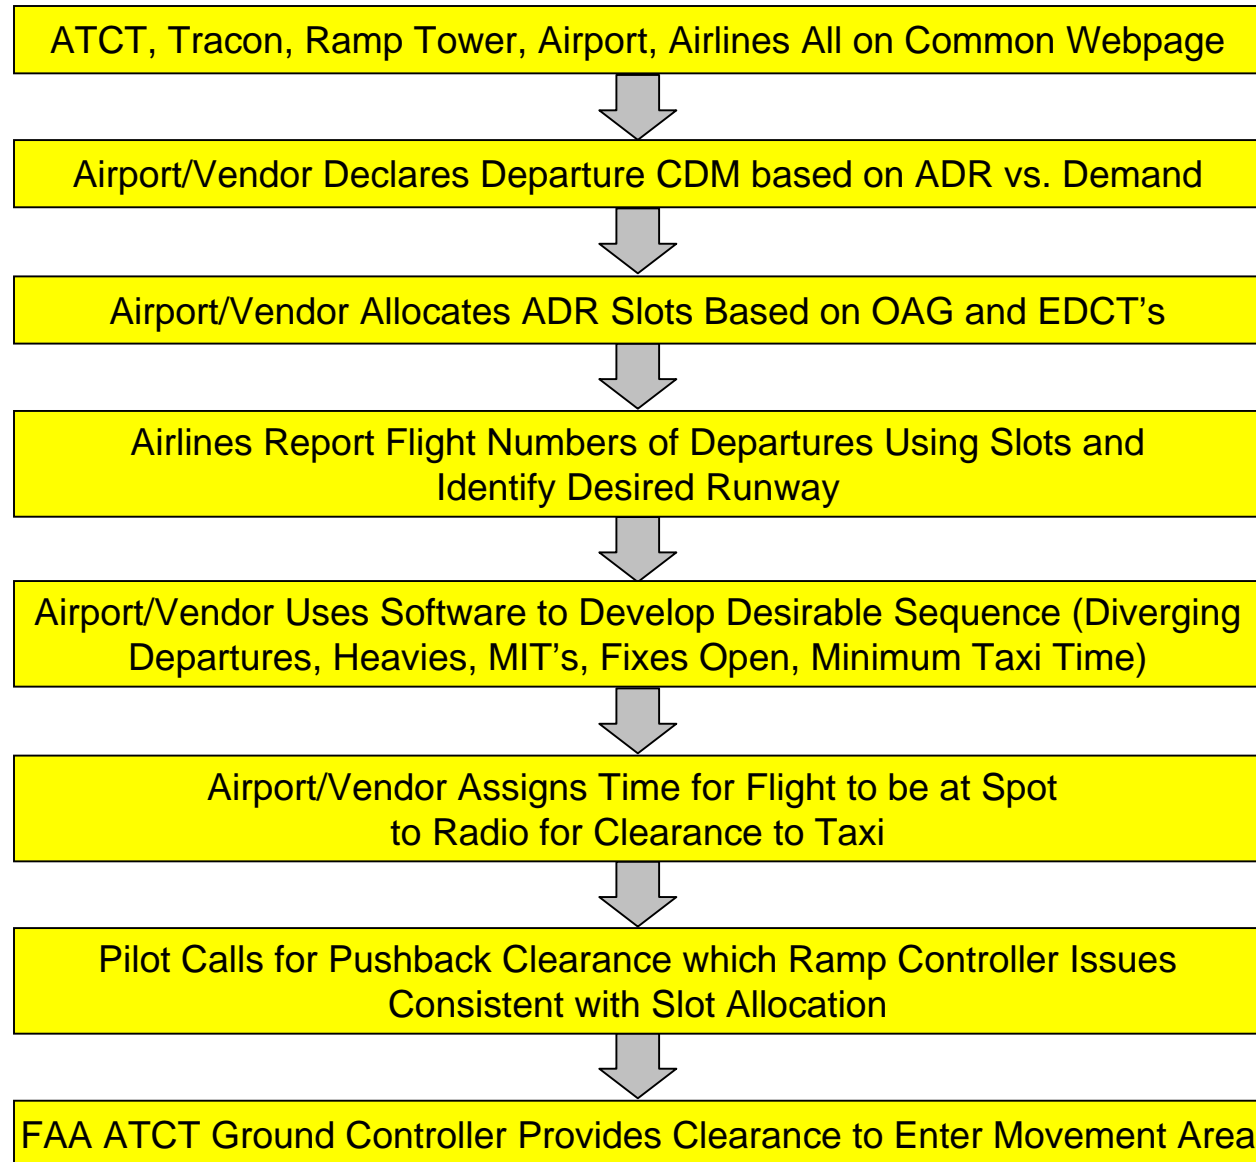 ATCT, Tracon, Ramp Tower, Airport, Airlines All on Common Webpage
Airport/Vendor Declares Departure CDM based on ADR vs. Demand
Airport/Vendor Allocates ADR Slots Based on OAG and EDCT's
Airlines Report Flight Numbers of Departures Using Slots and
Identify Desired Runway
Airport/Vendor Uses Software to Develop Desirable Sequence (Diverging
Departures, Heavies, MIT's, Fixes Open, Minimum Taxi Time)
Airport/Vendor Assigns Time for Flight to be at Spot
to Radio for Clearance to Taxi
Pilot Calls for Pushback Clearance which Ramp Controller Issues
Consistent with Slot Allocation
FAA ATCT Ground Controller Provides Clearance to Enter Movement Area